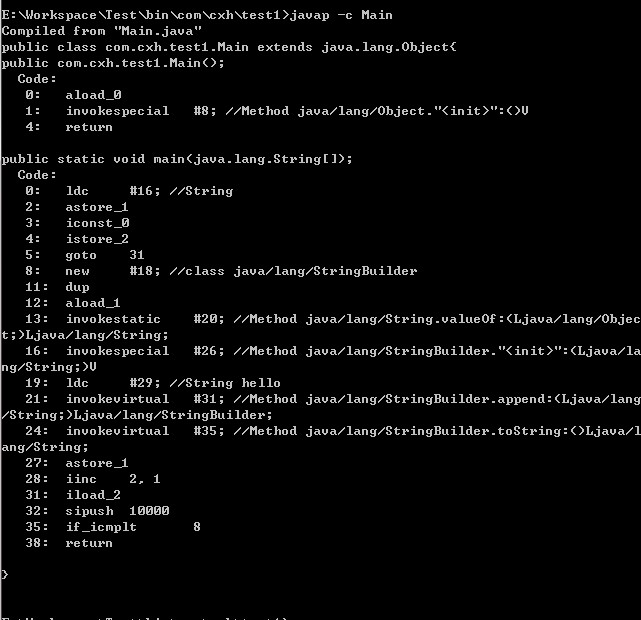 E:\Workspace\Test\bin\com\cxh\test1>javap -c Main
Compiled from "Main.java"
public class com.cxh.test1.Main extends java.lang.Object{
public com.cxh.test1.Main();
  Code:
   0:   aload_0
   1:   invokespecial   #8; //Method java/lang/Object."<init>":()V
   4:   return

public static void main(java.lang.String[]);
  Code:
   0:   ldc     #16; //String
   2:   astore_1
   3:   iconst_0
   4:   istore_2
   5:   goto    31
   8:   new     #18; //class java/lang/StringBuilder
   11:  dup
   12:  aload_1
   13:  invokestatic    #20; //Method java/lang/String.valueOf:(Ljava/lang/Objec
t;)Ljava/lang/String;
   16:  invokespecial   #26; //Method java/lang/StringBuilder."<init>":(Ljava/la
ng/String;)V
   19:  ldc     #29; //String hello
   21:  invokevirtual   #31; //Method java/lang/StringBuilder.append:(Ljava/lang
/String;)Ljava/lang/StringBuilder;
   24:  invokevirtual   #35; //Method java/lang/StringBuilder.toString:()Ljava/l
ang/String;
   27:  astore_1
   28:  iinc    2, 1
   31:  iload_2
   32:  sipush  10000
   35:  if_icmplt       8
   38:  return

}